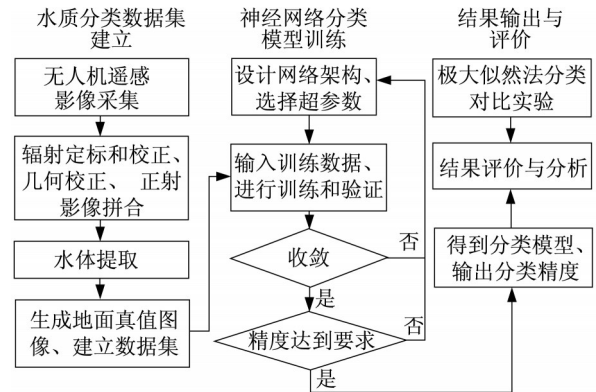 水质分类数据集
建立
无人机遥感
影像采集
辐射定标和校正、
几何校正、 正射
影像拼合
水体提取
生成地面真值图
像、建立数据集
神经网络分类
模型训练
设计网络架构、
选择超参数
输入训练数据、
进行训练和验证
收敛
否
是
精度达到要求
否
是
结果输出与
评价
极大似然法分类
对比实验
结果评价与分析
得到分类模型、
输出分类精度